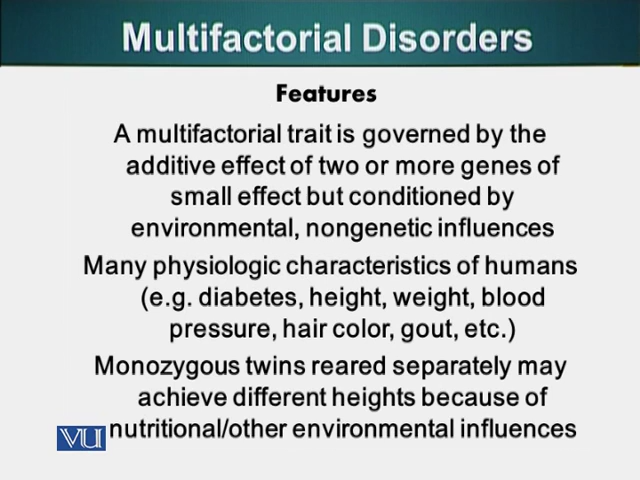 Multifactorial Disorders
Features
A multifactorial trait is governed by the
additive effect of two or more genes of
small effect but conditioned by
environmental, nongenetic influences
Many physiologic characteristics of humans
(e.g. diabetes, height, weight, blood
pressure, hair color, gout, etc.)
Monozygous twins reared separately may
achieve different heights because of
nutritional/other environmental influences
VU